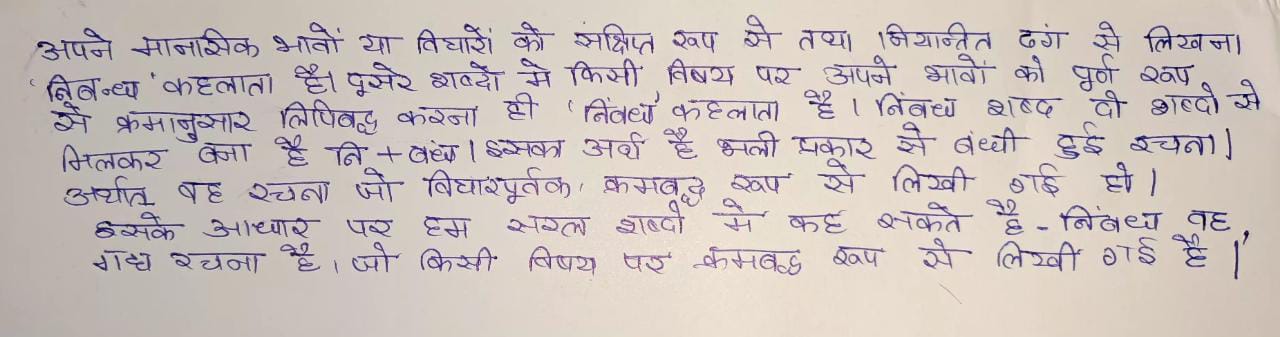 अपने मानसिक भावों या विचारों को संक्षिप्त रूप से तथा नियन्त्रित ढंग से लिखना
'निबन्ध' कहलाता है। दूसरे शब्दों मे किसी विषय पर अपने भावों को पूर्ण रूप
से क्रमानुसार लिपिबद्ध करना ही 'निंबध' कहलाता है। निंबध शब्द दो शब्दो से
मिलकर बना है नि + बंध। इसका अर्थ है भली प्रकार से बंधी हुई रचना।
अर्थात् वह रचना जो विचारपूर्वक, क्रमबद्ध रूप से लिखी गई हो।
इसके आधार पर हम सरल शब्दों मे कह सकते है - निबंध वह
गद्य रचना है, जो किसी विषय पर क्रमबद्ध रूप से लिखी गई है।